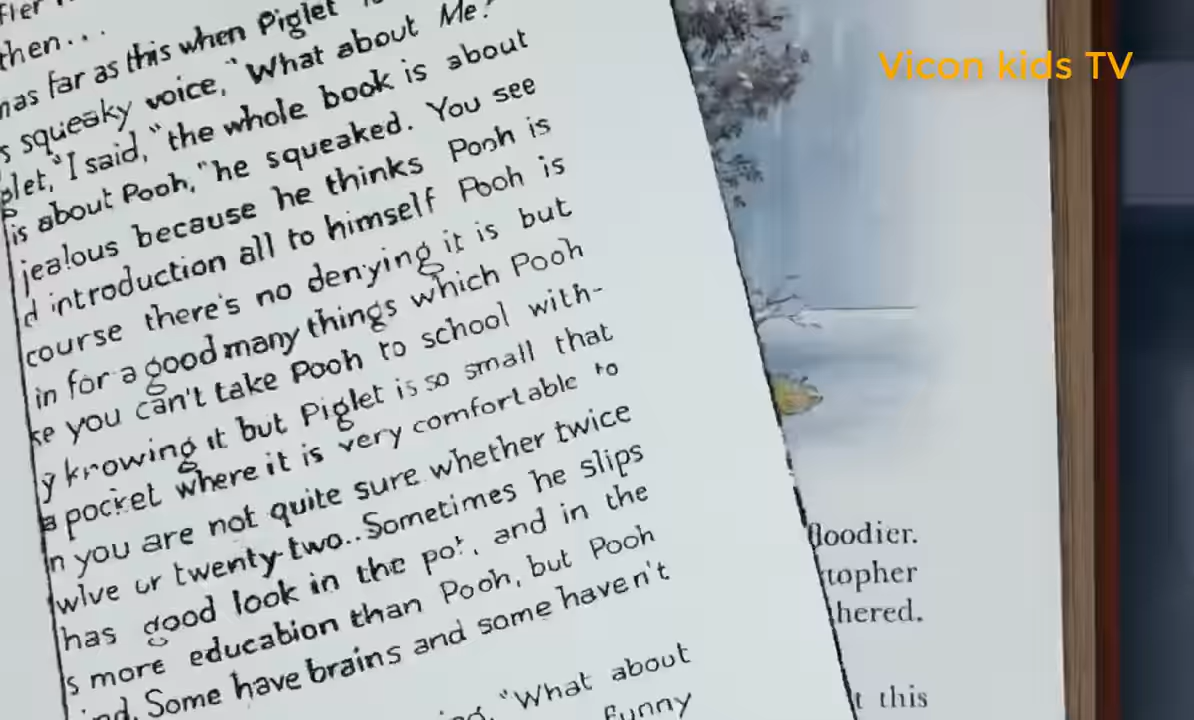 then...
as far as this when Piglet
squeaky voice, "What about Me?
"I said, "the whole book is about
is about Pooh, "he squeaked. You see
jealous because he thinks Pooh is
introduction all to himself Pooh is
course there's no denying it is but
in for a good many things which Pooh
you can't take Pooh to school with-
knowing it but Piglet is so small that
a pocket where it is very comfortable to
you are not quite sure whether twice
or twenty-two..Sometimes he slips
has good look in the pot, and in the
s more educabion than Pooh, but Pooh
Some have brains and some haven't
"What about
funny
Vicon kids TV
floodier.
topher
hered.
t this